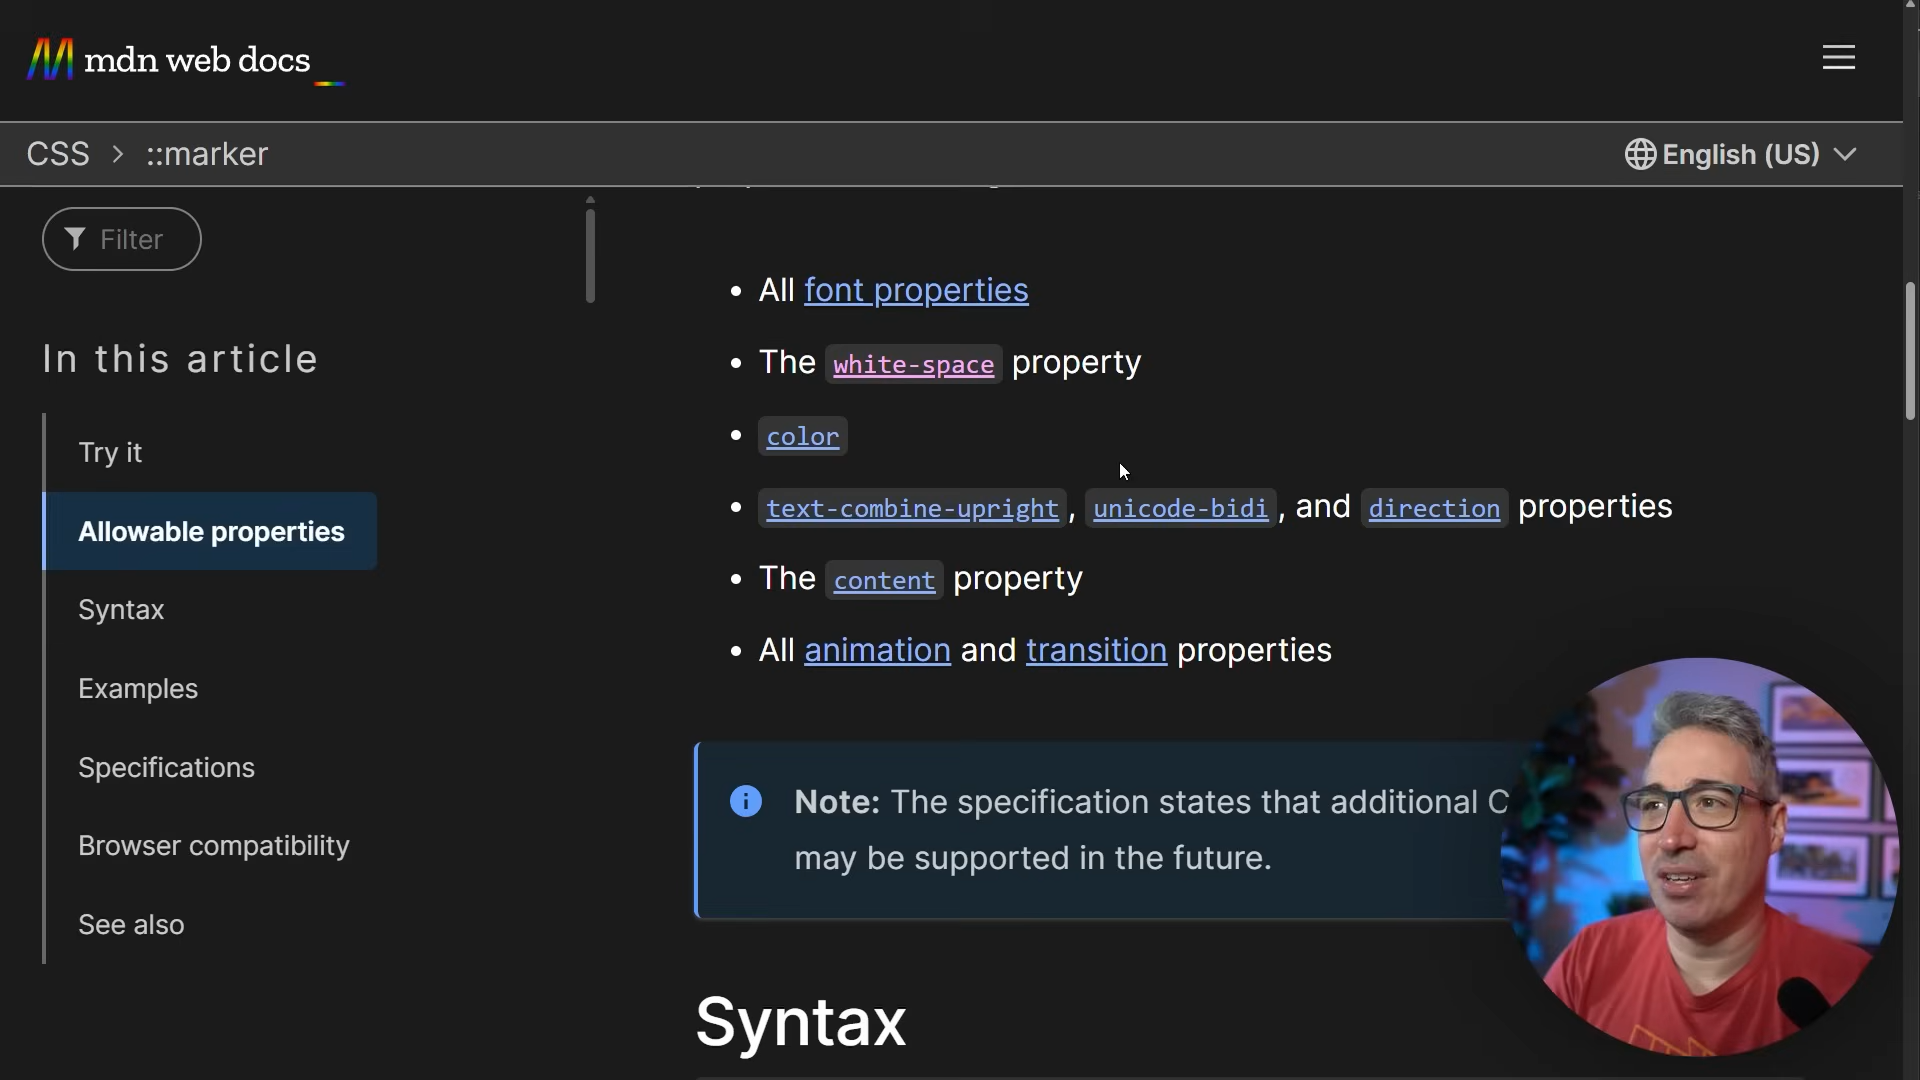 mdn web docs
CSS > ::marker
English (US)
Filter
In this article
Try it
Allowable properties
Syntax
Examples
Specifications
Browser compatibility
See also
• All font properties
• The white-space property
• color
• text-combine-upright, unicode-bidi, and direction properties
• The content property
• All animation and transition properties
Note: The specification states that additional C
may be supported in the future.
Syntax